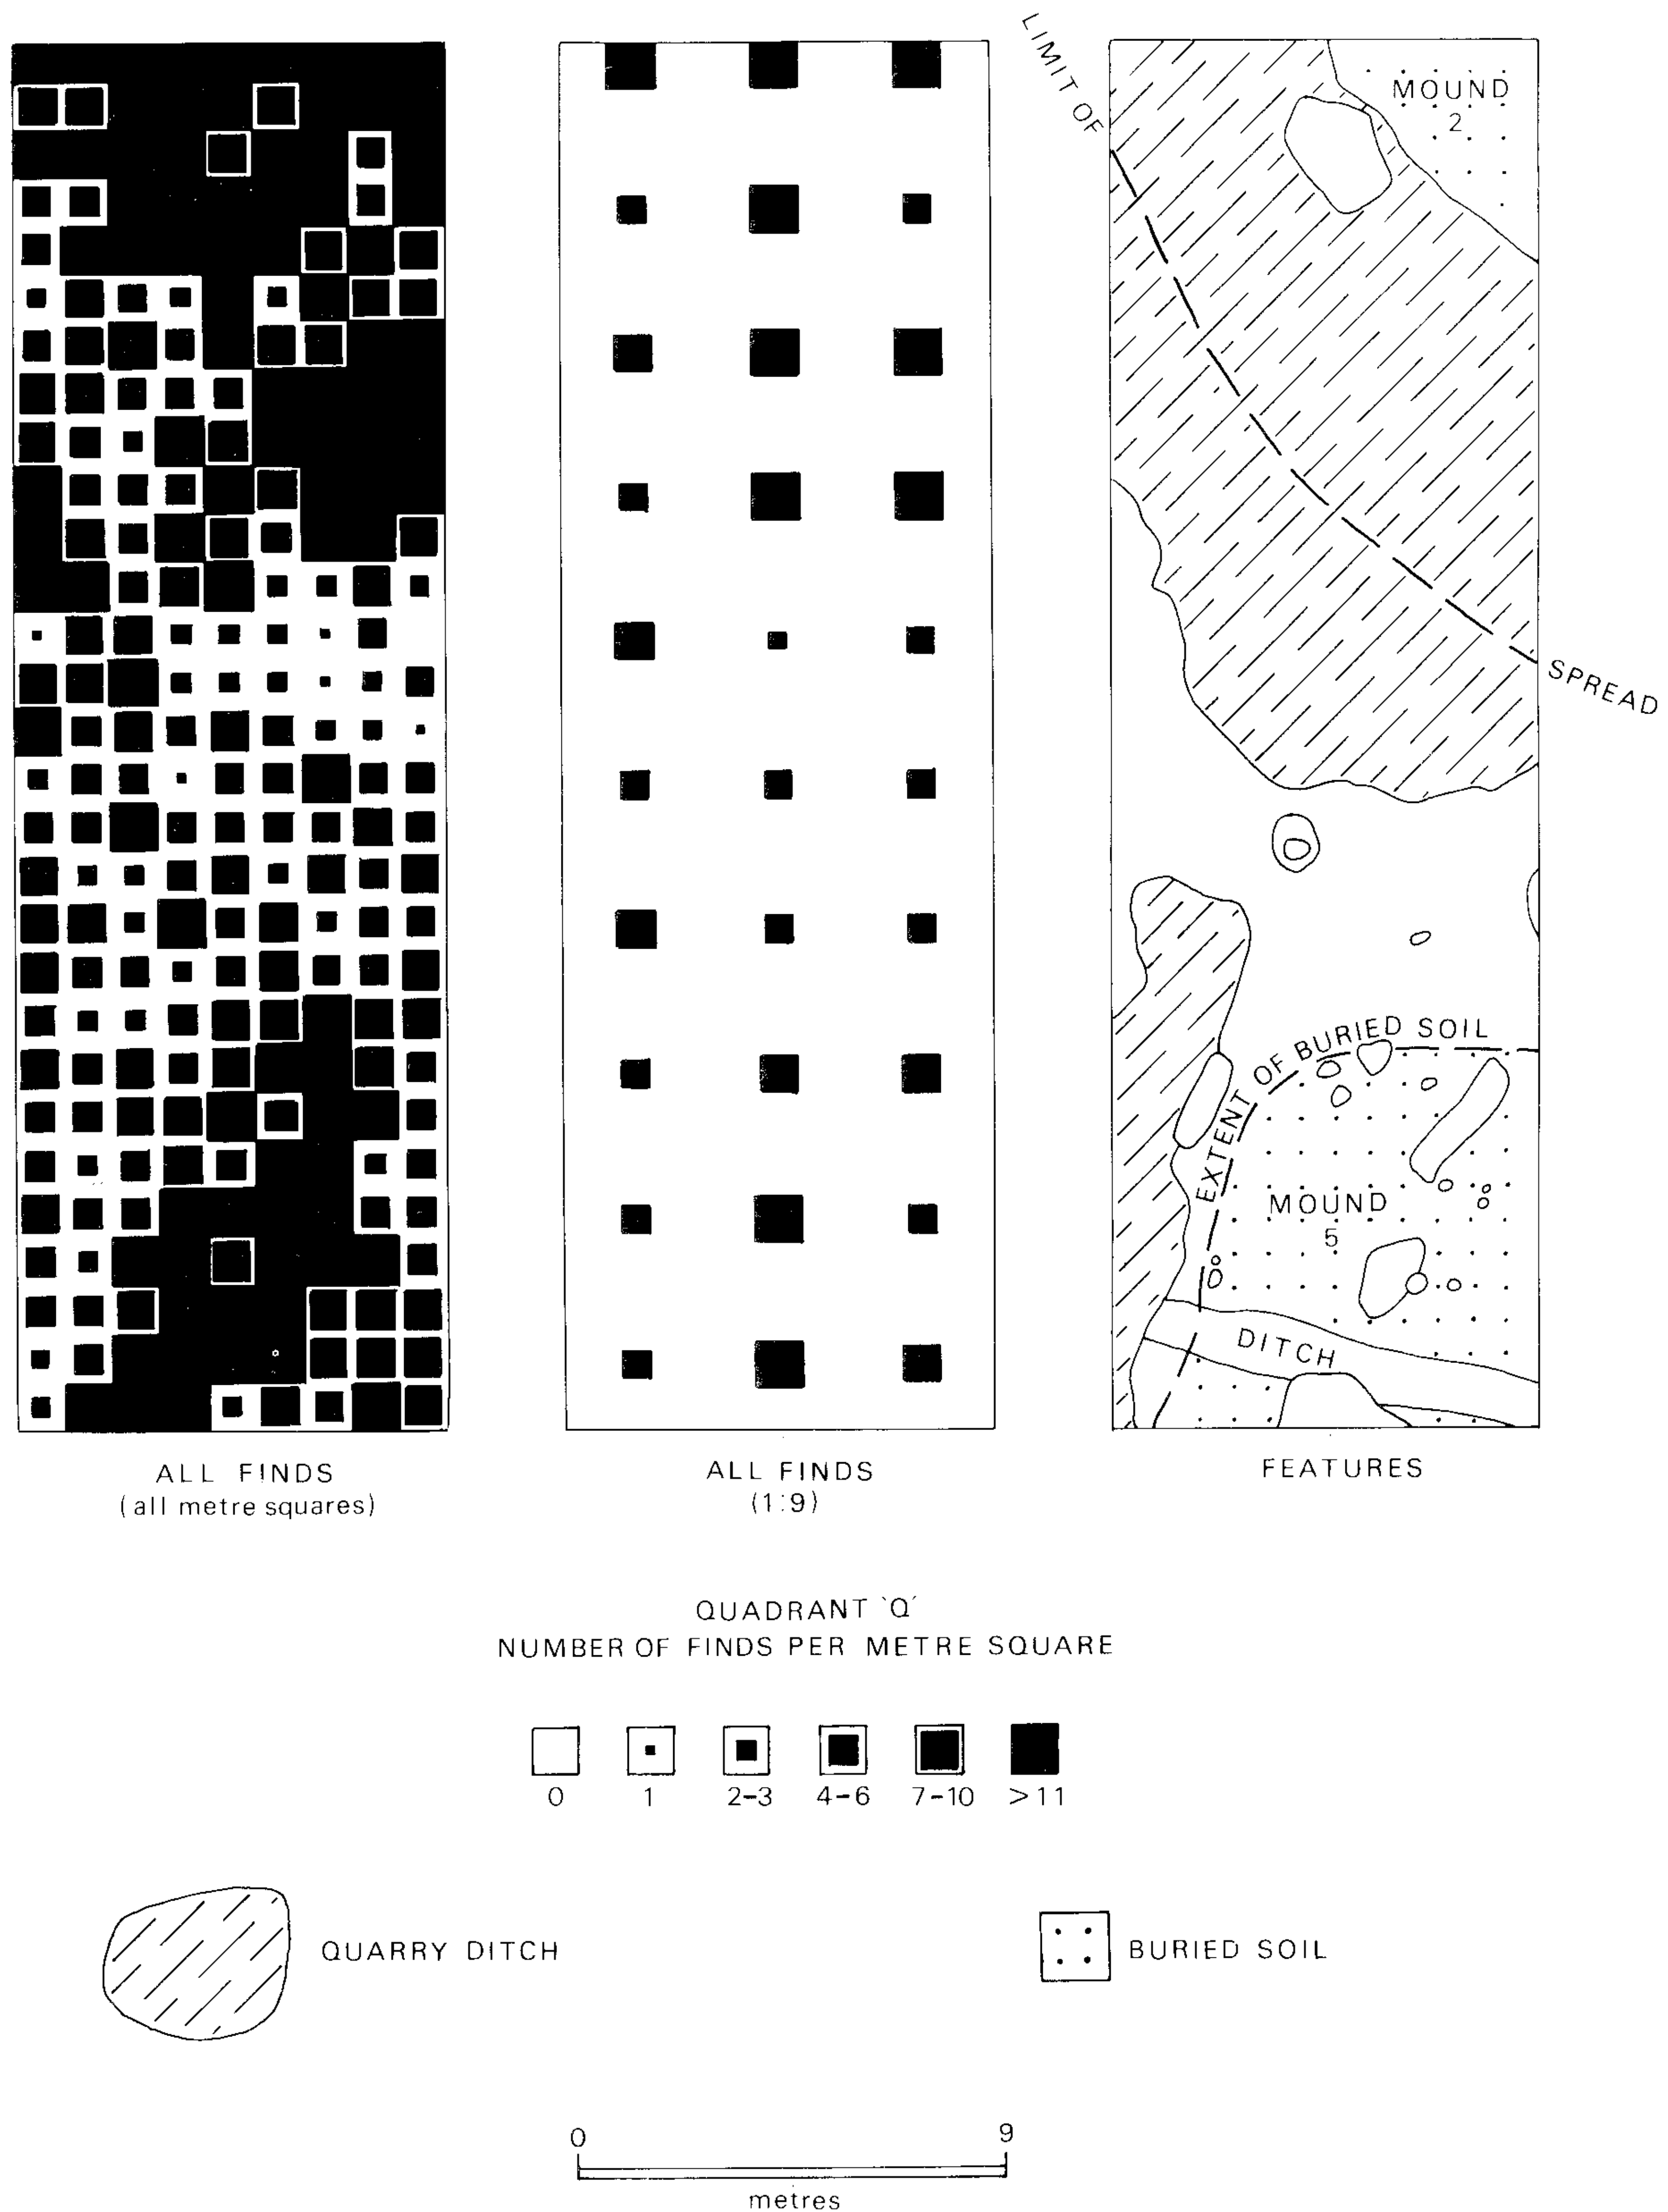 LIMIT OF
SPREAD
MOUND
2
EXTENT OF BURIED SOIL
MOUND
5
DITCH
ALL FINDS
(all metre squares)
ALL FINDS
(1:9)
FEATURES
QUADRANT ‘Q’
NUMBER OF FINDS PER METRE SQUARE
0 1 2–3 4–6 7–10 >11
QUARRY DITCH
BURIED SOIL
0 9
metres